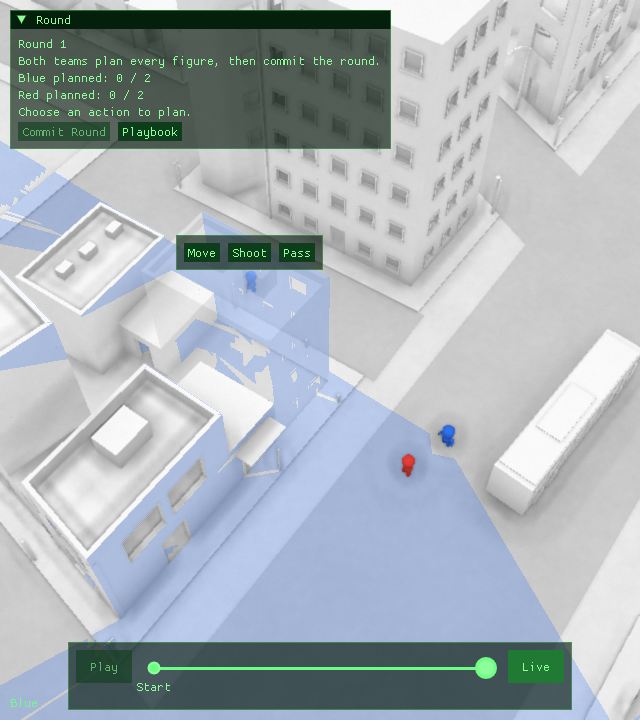 Round
Round 1
Both teams plan every figure, then commit the round.
Blue planned: 0 / 2
Red planned: 0 / 2
Choose an action to plan.
Commit Round Playbook
Move Shoot Pass
Play Live
Start
Blue